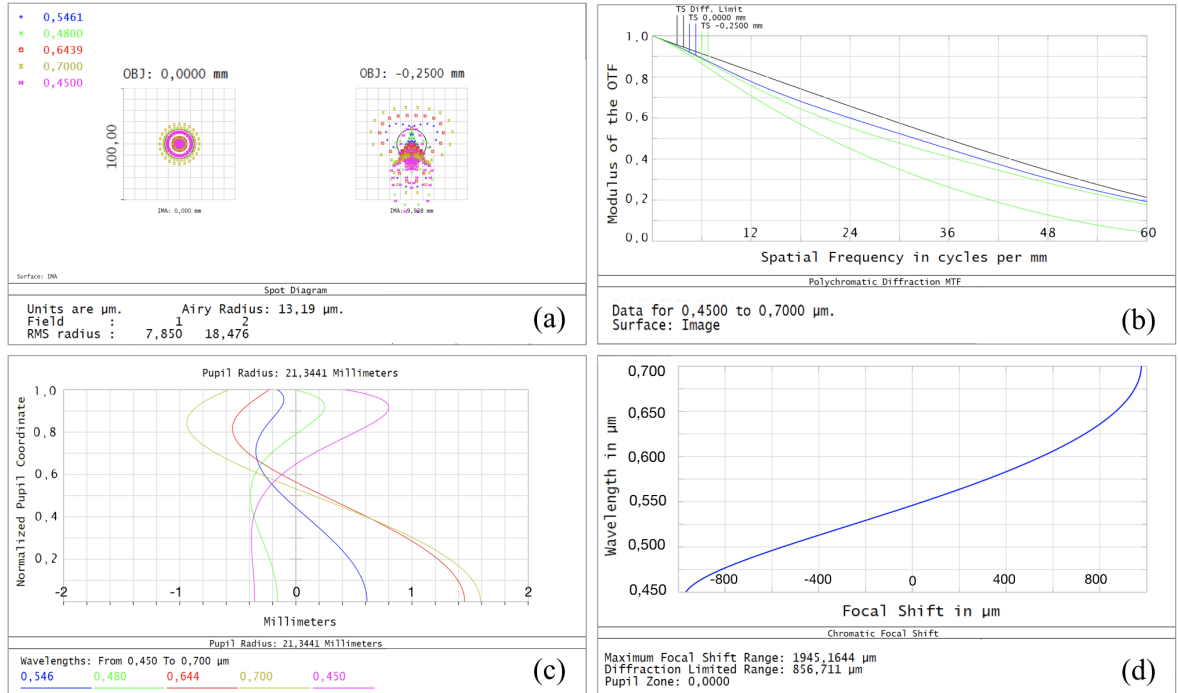 0,5461
0,4800
0,6439
0,7000
0,4500
OBJ: 0,0000 mm
OBJ: -0,2500 mm
100,00
IMA: 0,000 mm
IMA: 9,928 mm
Surface: IMA
Spot Diagram
Units are µm. Airy Radius: 13,19 µm.
Field : 1 2
RMS radius : 7,850 18,476
(a)
TS Diff. Limit
TS 0,0000 mm
TS -0,2500 mm
Modulus of the OTF
1,0
0,8
0,6
0,4
0,2
0,0
12 24 36 48 60
Spatial Frequency in cycles per mm
Polychromatic Diffraction MTF
Data for 0,4500 to 0,7000 µm.
Surface: Image
(b)
Pupil Radius: 21,3441 Millimeters
Normalized Pupil Coordinate
1,0
0,8
0,6
0,4
0,2
-2 -1 0 1 2
Millimeters
Pupil Radius: 21,3441 Millimeters
Wavelengths: From 0,450 To 0,700 µm
0,546 0,480 0,644 0,700 0,450
(c)
Wavelength in µm
0,700
0,650
0,600
0,550
0,500
0,450
-800 -400 0 400 800
Focal Shift in µm
Chromatic Focal Shift
Maximum Focal Shift Range: 1945,1644 µm
Diffraction Limited Range: 856,711 µm
Pupil Zone: 0,0000
(d)